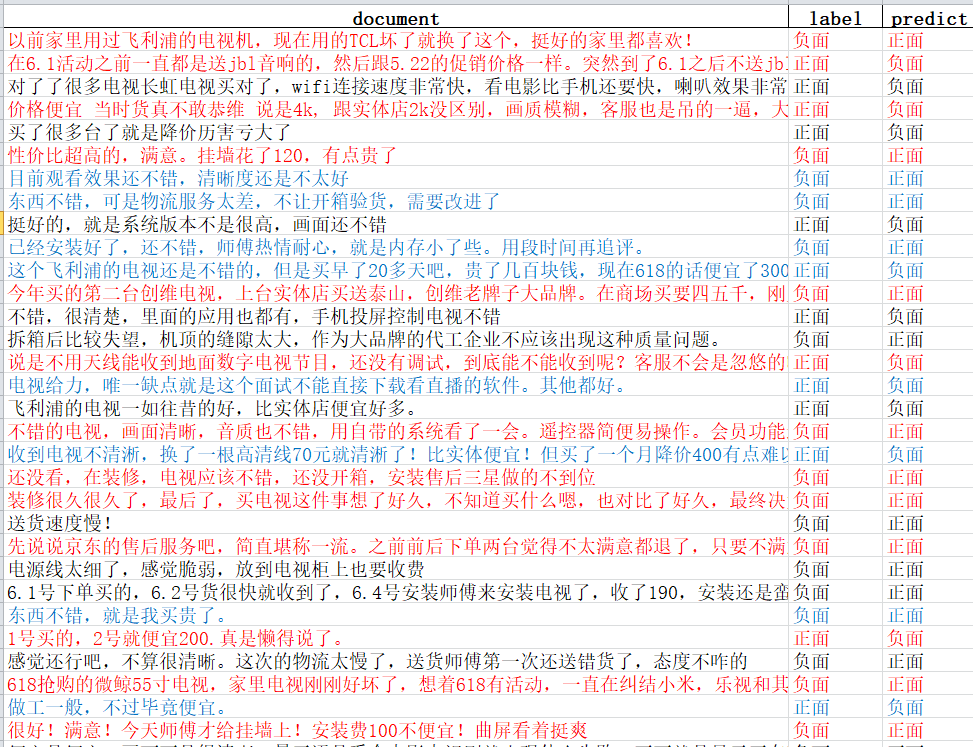 document label predict
以前家里用过飞利浦的电视机，现在用的TCL坏了就换了这个，挺好的家里都喜欢！ 负面 正面
在6.1活动之前一直都是送jbl音响的，然后跟5.22的促销价格一样。突然到了6.1之后不送jbl 正面 负面
对了了很多电视长虹电视买对了，wifi连接速度非常快，看电影比手机还要快，喇叭效果非常 正面 负面
价格便宜 当时货真不敢恭维 说是4k, 跟实体店2k没区别，画质模糊，客服也是吊的一逼，大 正面 负面
买了很多台了就是降价历害亏大了 正面 负面
性价比超高的，满意。挂墙花了120，有点贵了 负面 正面
目前观看效果还不错，清晰度还是不太好 负面 正面
东西不错，可是物流服务太差，不让开箱验货，需要改进了 负面 正面
挺好的，就是系统版本不是很高，画面还不错 正面 负面
已经安装好了，还不错，师傅热情耐心，就是内存小了些。用段时间再追评。 负面 正面
这个飞利浦的电视还是不错的，但是买早了20多天吧，贵了几百块钱，现在618的话便宜了300 正面 负面
今年买的第二台创维电视，上台实体店买送泰山，创维老牌子大品牌。在商场买要四五千，刚 负面 正面
不错，很清楚，里面的应用也都有，手机投屏控制电视不错 正面 负面
拆箱后比较失望，机顶的缝隙太大，作为大品牌的代工企业不应该出现这种质量问题。 负面 正面
说是不用天线能收到地面数字电视节目，还没有调试，到底能不能收到呢？客服不会是忽悠的 正面 负面
电视给力，唯一缺点就是这个面试不能直接下载看直播的软件。其他都好。 正面 负面
飞利浦的电视一如往昔的好，比实体店便宜好多。 正面 负面
不错的电视，画面清晰，音质也不错，用自带的系统看了一会。遥控器简便易操作。会员功能 负面 正面
收到电视不清淅，换了一根高清线70元就清淅了！比实体便宜！但买了一个月降价400有点难以 正面 负面
还没看，在装修，电视应该不错，还没开箱，安装售后三星做的不到位 负面 正面
装修很久很久了，最后了，买电视这件事想了好久，不知道买什么嗯，也对比了好久，最终决 负面 正面
送货速度慢！ 负面 正面
先说说京东的售后服务吧，简直堪称一流。之前前后下单两台觉得不太满意都退了，只要不满 负面 正面
电源线太细了，感觉脆弱，放到电视柜上也要收费 负面 正面
6.1号下单买的，6.2号货很快就收到了，6.4号安装师傅来安装电视了，收了190，安装还是蛮 负面 正面
东西不错，就是我买贵了。 负面 正面
1号买的，2号就便宜200.真是懒得说了。 正面 负面
感觉还行吧，不算很清晰。这次的物流太慢了，送货师傅第一次还送错货了，态度不咋的 负面 正面
618抢购的微鲸55寸电视，家里电视刚刚好坏了，想着618有活动，一直在纠结小米，乐视和其 负面 正面
做工一般，不过毕竟便宜。 正面 负面
很好！满意！今天师傅才给挂墙上！安装费100不便宜！曲屏看着挺爽 负面 正面